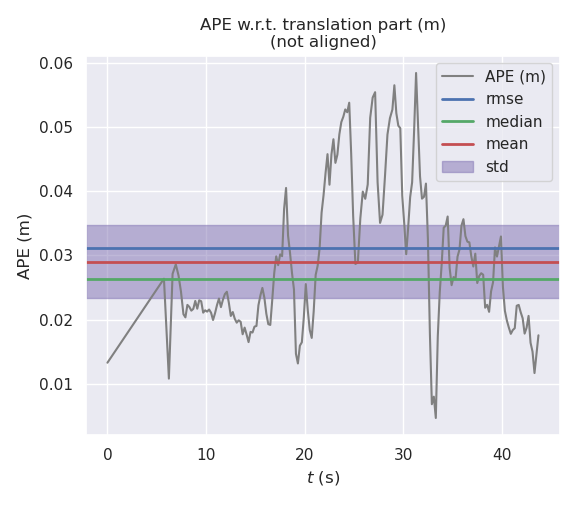 APE w.r.t. translation part (m)
(not aligned)
0.06
0.05
0.04
0.03
0.02
0.01
APE (m)
APE (m)
rmse
median
mean
std
0
10
20
30
40
t (s)